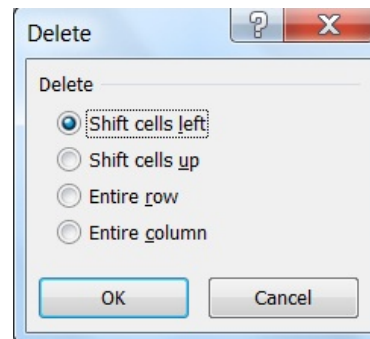 Delete
Delete
Shift cells left
Shift cells up
Entire row
Entire column
OK
Cancel